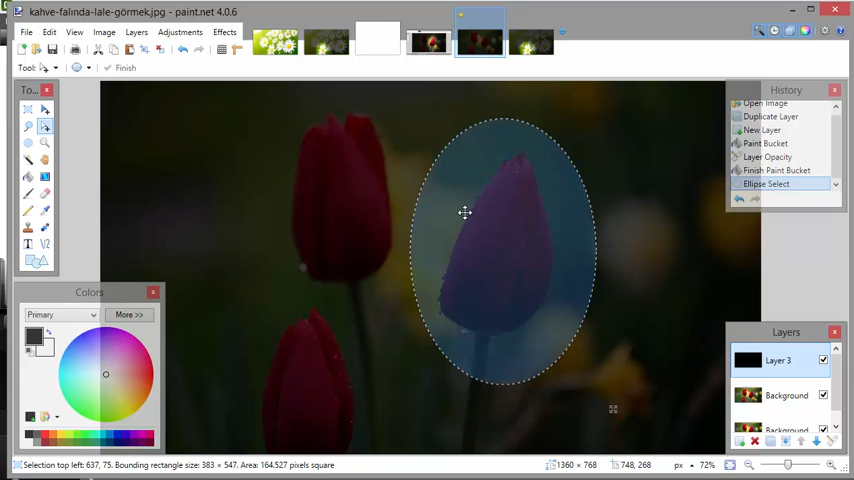 kahve-falında-lale-görmek.jpg - paint.net 4.0.6
File Edit View Image Layers Adjustments Effects
Tool: Finish
To...
History
Open Image
Duplicate Layer
New Layer
Paint Bucket
Layer Opacity
Finish Paint Bucket
Ellipse Select
Colors
Primary
More >>
Layers
Layer 3
Background
Background
Selection top left: 637, 75. Bounding rectangle size: 383 × 547. Area: 164.527 pixels square
1360 × 768
748, 268
px
72%